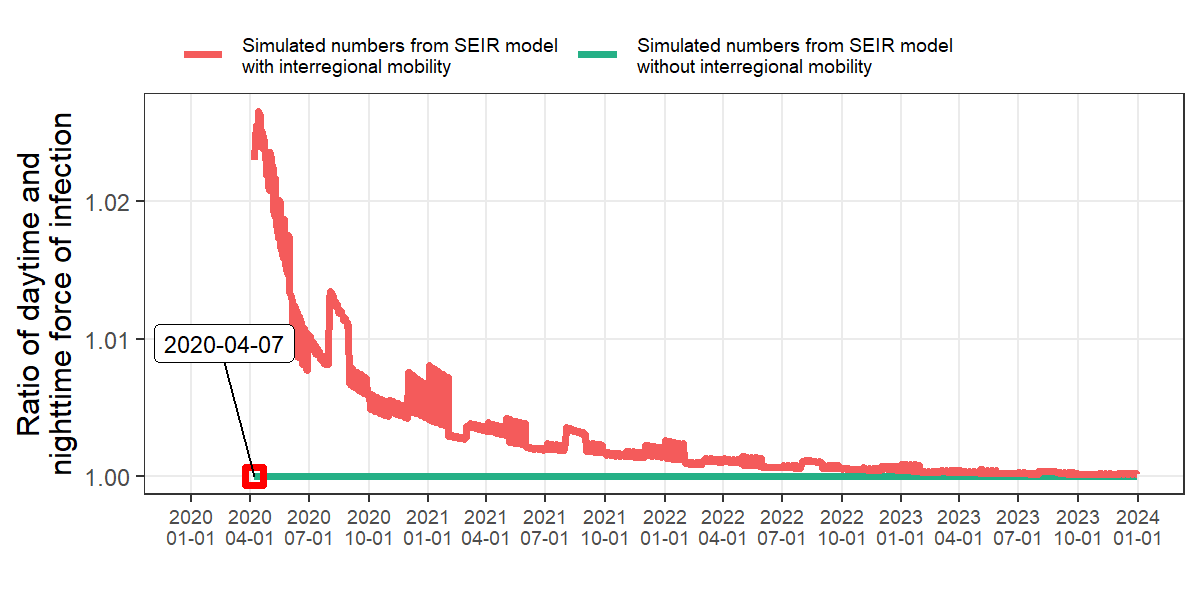 Simulated numbers from SEIR model
with interregional mobility
Simulated numbers from SEIR model
without interregional mobility
Ratio of daytime and
nighttime force of infection
1.02
1.01
1.00
2020-04-07
2020 2020 2020 2020 2021 2021 2021 2021 2022 2022 2022 2022 2023 2023 2023 2023 2024
01-01 04-01 07-01 10-01 01-01 04-01 07-01 10-01 01-01 04-01 07-01 10-01 01-01 04-01 07-01 10-01 01-01